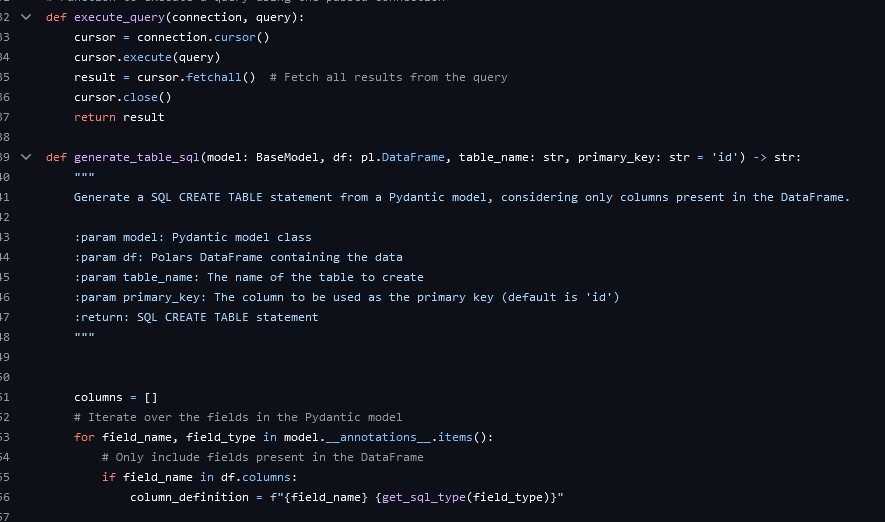 32 def execute_query(connection, query):
33 cursor = connection.cursor()
34 cursor.execute(query)
35 result = cursor.fetchall()  # Fetch all results from the query
36 cursor.close()
37 return result
38
39 def generate_table_sql(model: BaseModel, df: pl.DataFrame, table_name: str, primary_key: str = 'id') -> str:
40 """
41 Generate a SQL CREATE TABLE statement from a Pydantic model, considering only columns present in the DataFrame.
42
43 :param model: Pydantic model class
44 :param df: Polars DataFrame containing the data
45 :param table_name: The name of the table to create
46 :param primary_key: The column to be used as the primary key (default is 'id')
47 :return: SQL CREATE TABLE statement
48 """
49
50
51 columns = []
52 # Iterate over the fields in the Pydantic model
53 for field_name, field_type in model.__annotations__.items():
54 # Only include fields present in the DataFrame
55 if field_name in df.columns:
56 column_definition = f"{field_name} {get_sql_type(field_type)}"
57